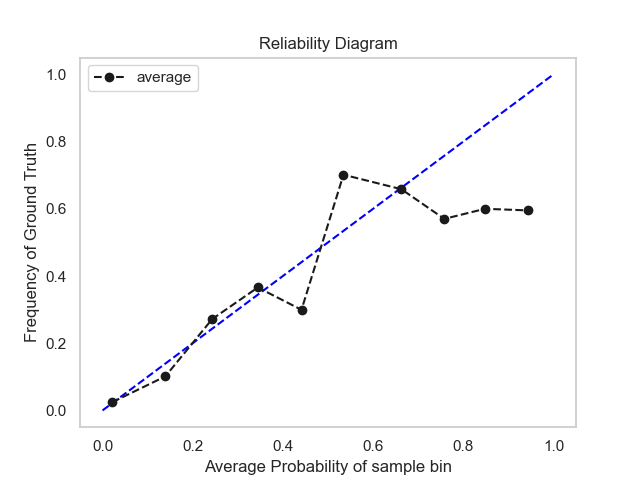 Reliability Diagram
average
Frequency of Ground Truth
1.0
0.8
0.6
0.4
0.2
0.0
0.0 0.2 0.4 0.6 0.8 1.0
Average Probability of sample bin